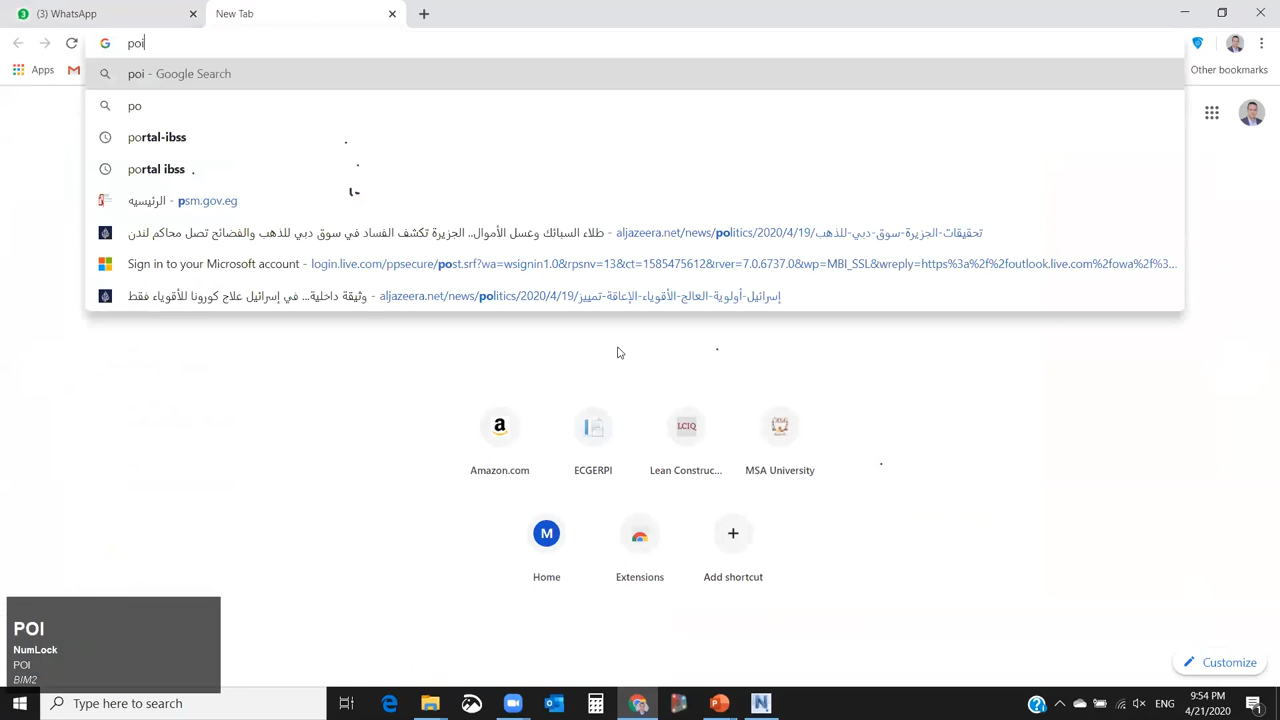 (3) WhatsApp
New Tab
poi
Apps
Other bookmarks
poi - Google Search
po
portal-ibss
portal ibss
الرئيسيه - psm.gov.eg
طلاء السبائك وغسل الأموال.. الجزيرة تكشف الفساد في سوق دبي للذهب والفضائح تصل محاكم لندن - aljazeera.net/news/politics/2020/4/19/تحقيقات-الجزيرة-سوق-دبي-للذهب
Sign in to your Microsoft account - login.live.com/ppsecure/post.srf?wa=wsignin1.0&rpsnv=13&ct=1585475612&rver=7.0.6737.0&wp=MBI_SSL&wreply=https%3a%2f%2foutlook.live.com%2fowa%2f%3...
وثيقة داخلية... في إسرائيل علاج كورونا للأقوياء فقط - aljazeera.net/news/politics/2020/4/19/إسرائيل-أولوية-العالج-الأقوياء-الإعاقة-تمييز
a
LCIQ
Amazon.com
ECGERPI
Lean Construc...
MSA University
M
Home
Extensions
Add shortcut
POI
NumLock
POI
BIM2
Customize
Type here to search
ENG
9:54 PM
4/21/2020